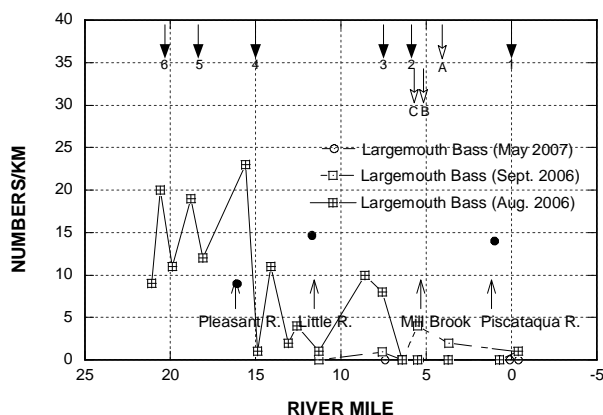 40
35
30
25
20
15
10
5
0
NUMBERS/KM
6 5 4 3 2 A 1
C B
Largemouth Bass (May 2007)
Largemouth Bass (Sept. 2006)
Largemouth Bass (Aug. 2006)
Pleasant R. Little R. Mill Brook Piscataqua R.
25 20 15 10 5 0 -5
RIVER MILE